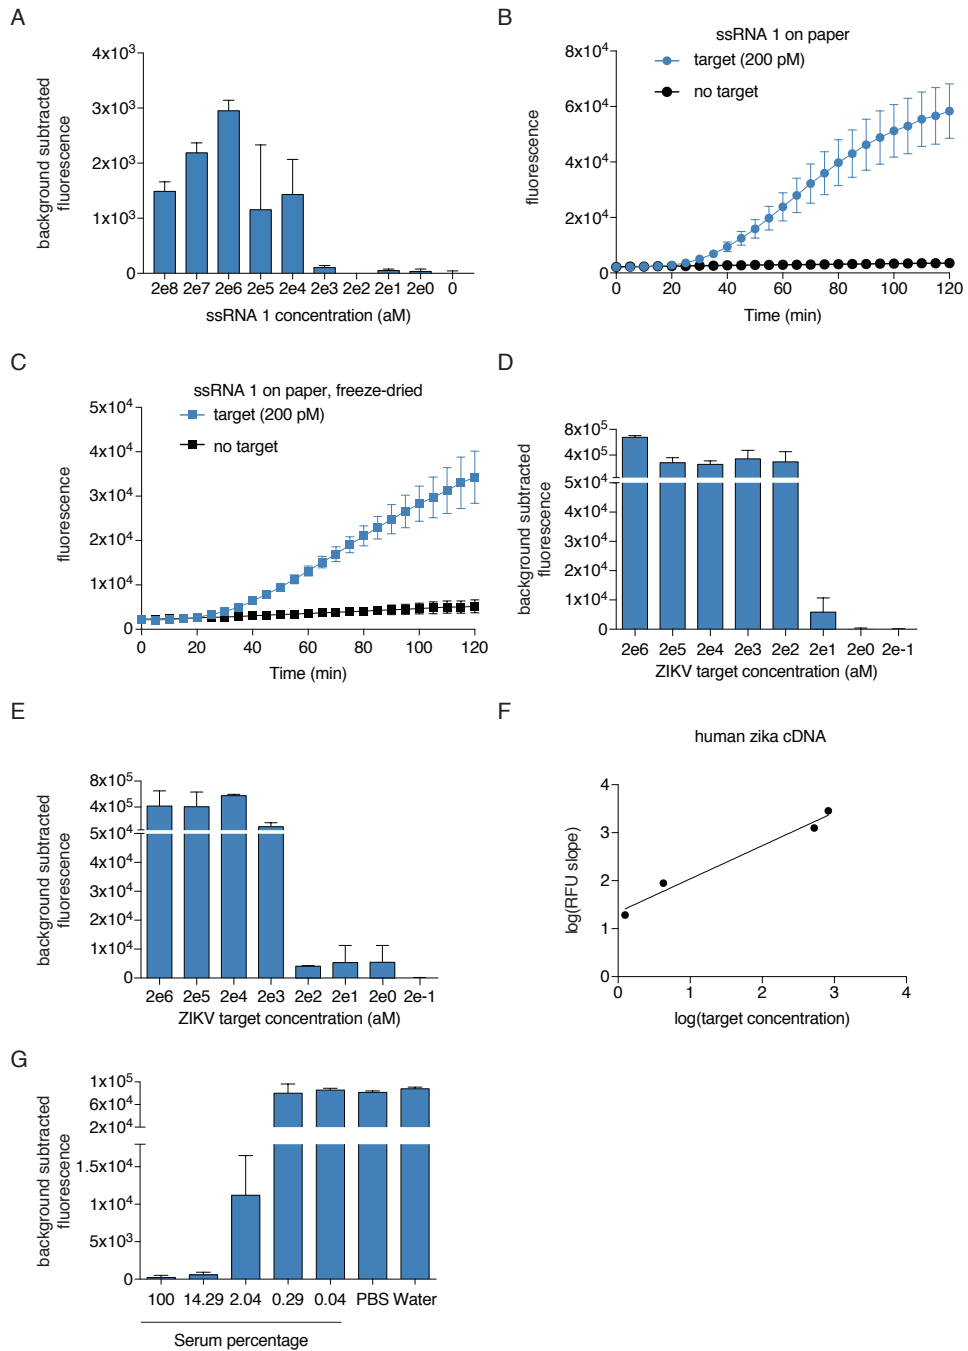 A
background subtracted
fluorescence
4x10³
3x10³
2x10³
1x10³
0
2e8 2e7 2e6 2e5 2e4 2e3 2e2 2e1 2e0 0
ssRNA 1 concentration (aM)
B
ssRNA 1 on paper
target (200 pM)
no target
fluorescence
8x10⁴
6x10⁴
4x10⁴
2x10⁴
0
0 20 40 60 80 100 120
Time (min)
C
ssRNA 1 on paper, freeze-dried
target (200 pM)
no target
fluorescence
5x10⁴
4x10⁴
3x10⁴
2x10⁴
1x10⁴
0
0 20 40 60 80 100 120
Time (min)
D
background subtracted
fluorescence
8x10⁵
4x10⁵
5x10⁴
4x10⁴
3x10⁴
2x10⁴
1x10⁴
0
2e6 2e5 2e4 2e3 2e2 2e1 2e0 2e-1
ZIKV target concentration (aM)
E
background subtracted
fluorescence
8x10⁵
4x10⁵
5x10⁴
4x10⁴
3x10⁴
2x10⁴
1x10⁴
0
2e6 2e5 2e4 2e3 2e2 2e1 2e0 2e-1
ZIKV target concentration (aM)
F
human zika cDNA
log(RFU slope)
4
3
2
1
0
0 1 2 3 4
log(target concentration)
G
background subtracted
fluorescence
1x10⁵
6x10⁴
2x10⁴
1.5x10⁴
1x10⁴
5x10³
0
100 14.29 2.04 0.29 0.04 PBS Water
Serum percentage